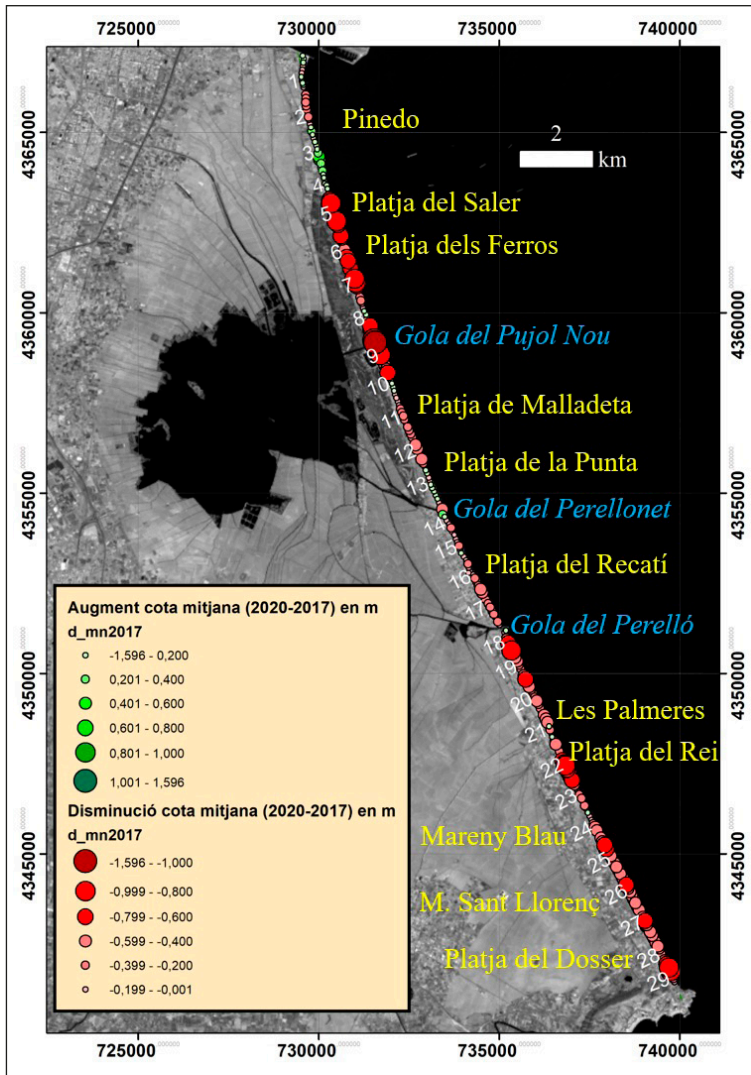 725000 730000 735000 740000
1
2
Pinedo
4365000
4365000
2
km
3
4
Platja del Saler
5
Platja dels Ferros
6
7
4360000
4360000
8
Gola del Pujol Nou
9
10
Platja de Malladeta
11
12
Platja de la Punta
13
4355000
4355000
Gola del Perellonet
14
15
Platja del Recatí
16
17
Gola del Perelló
18
19
4350000
4350000
20
Les Palmeres
21
Platja del Rei
22
23
24
Mareny Blau
4345000
4345000
25
26
M. Sant Llorenç
27
28
Platja del Dosser
29
Augment cota mitjana (2020-2017) en m
d_mn2017
-1,596 - 0,200
0,201 - 0,400
0,401 - 0,600
0,601 - 0,800
0,801 - 1,000
1,001 - 1,596
Disminució cota mitjana (2020-2017) en m
d_mn2017
-1,596 - -1,000
-0,999 - -0,800
-0,799 - -0,600
-0,599 - -0,400
-0,399 - -0,200
-0,199 - -0,001
725000 730000 735000 740000